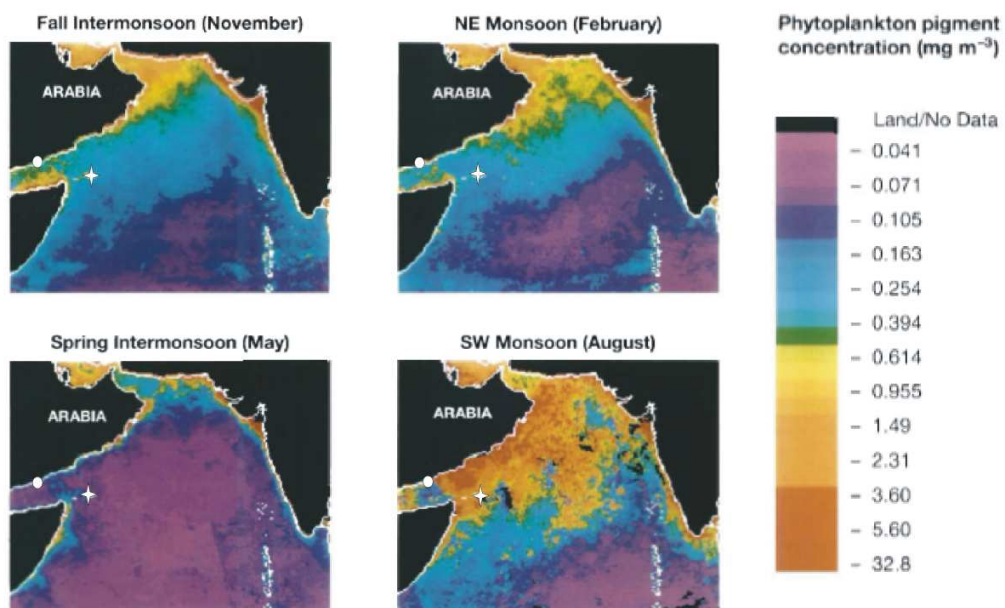 Fall Intermonsoon (November)
NE Monsoon (February)
Phytoplankton pigment
concentration (mg m⁻³)
ARABIA
ARABIA
Land/No Data
0.041
0.071
0.105
0.163
0.254
0.394
0.614
0.955
1.49
2.31
3.60
5.60
32.8
Spring Intermonsoon (May)
SW Monsoon (August)
ARABIA
ARABIA